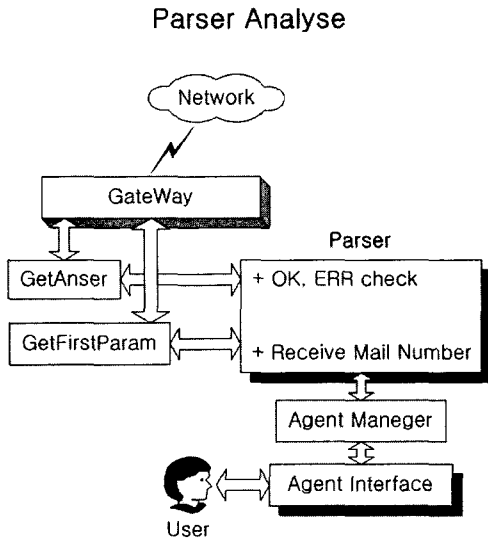 Parser Analyse
Network
GateWay
Parser
GetAnser
+ OK, ERR check
GetFirstParam
+ Receive Mail Number
Agent Maneger
Agent Interface
User